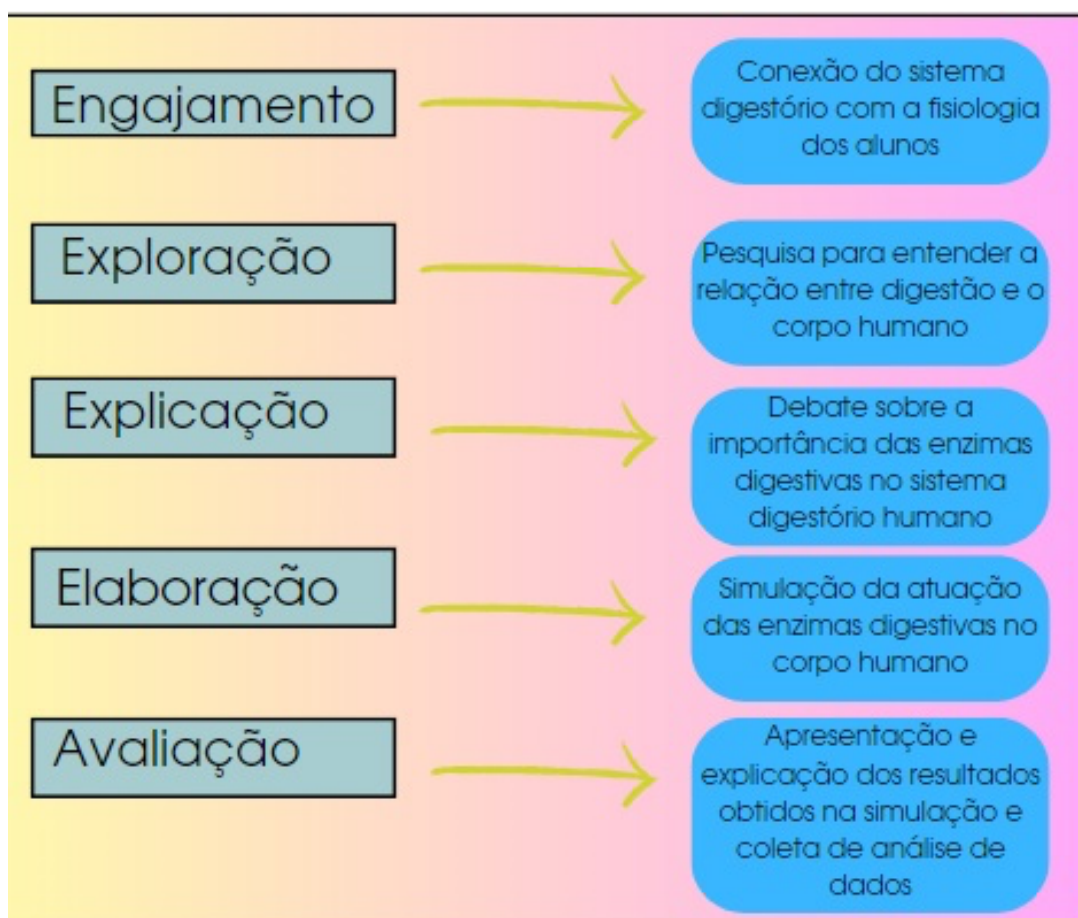 Engajamento
Conexão do sistema
digestório com a fisiologia
dos alunos
Exploração
Pesquisa para entender a
relação entre digestão e o
corpo humano
Explicação
Debate sobre a
importância das enzimas
digestivas no sistema
digestório humano
Elaboração
Simulação da atuação
das enzimas digestivas no
corpo humano
Avaliação
Apresentação e
explicação dos resultados
obtidos na simulação e
coleta de análise de
dados